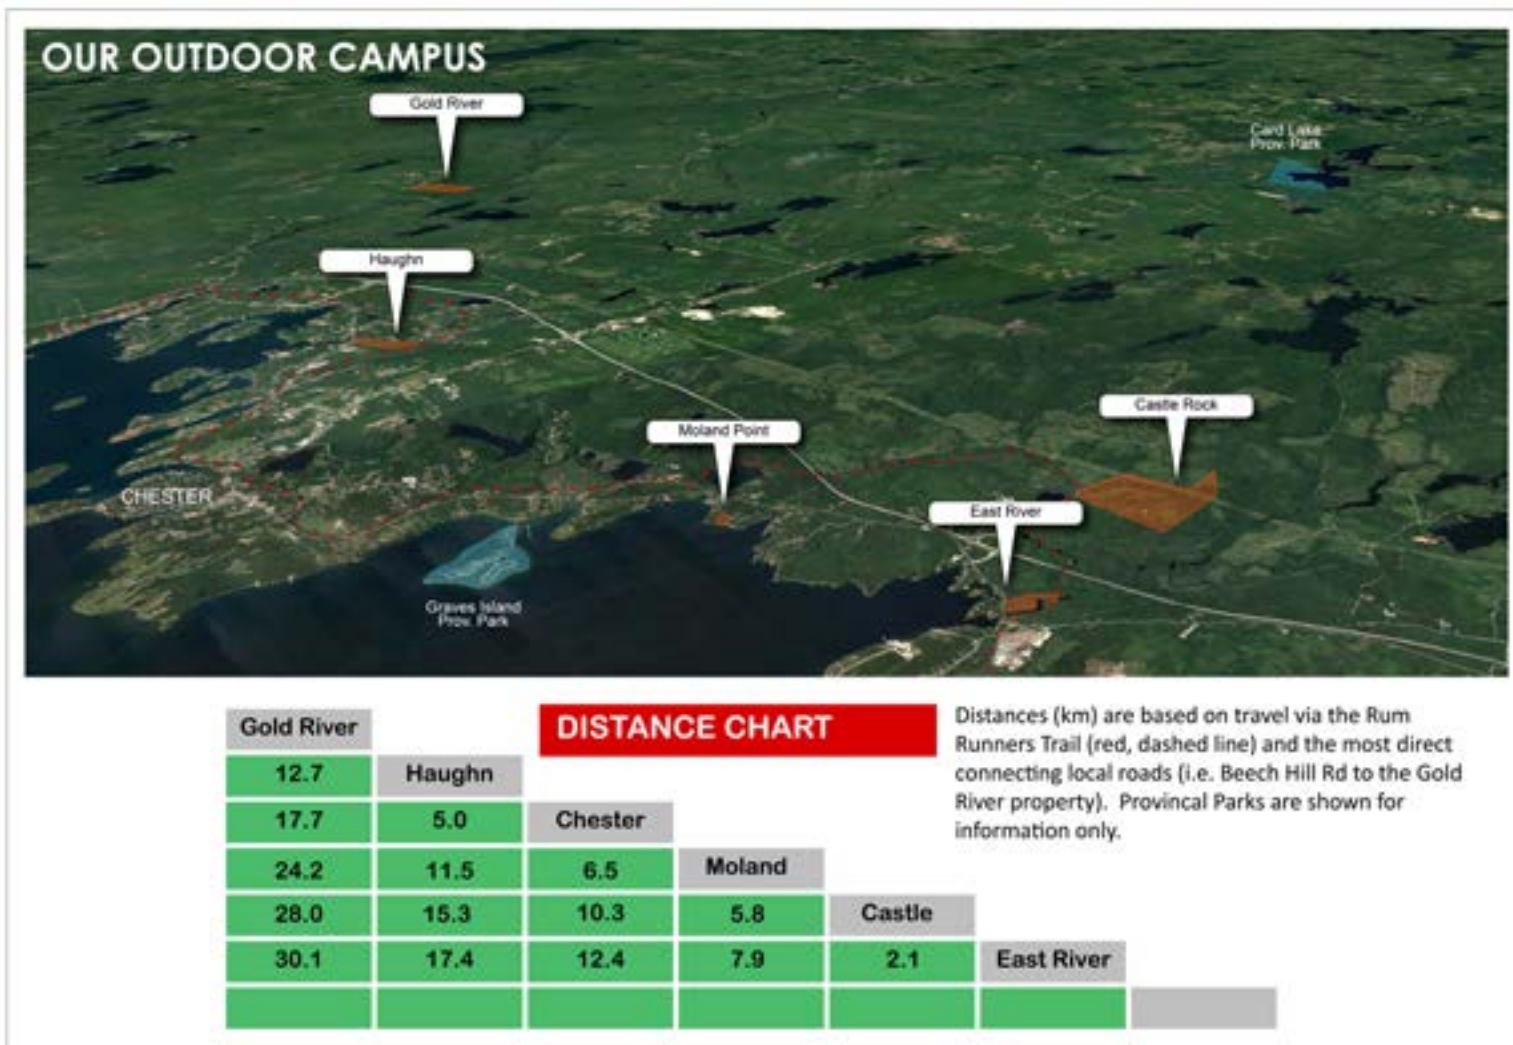 OUR OUTDOOR CAMPUS
Gold River
Card Lake
Prov. Park
Haughn
Castle Rock
Moland Point
CHESTER
East River
Graves Island
Prov. Park
DISTANCE CHART
Distances (km) are based on travel via the Rum
Runners Trail (red, dashed line) and the most direct
connecting local roads (i.e. Beech Hill Rd to the Gold
River property). Provincal Parks are shown for
information only.
Gold River
12.7 Haughn
17.7 5.0 Chester
24.2 11.5 6.5 Moland
28.0 15.3 10.3 5.8 Castle
30.1 17.4 12.4 7.9 2.1 East River